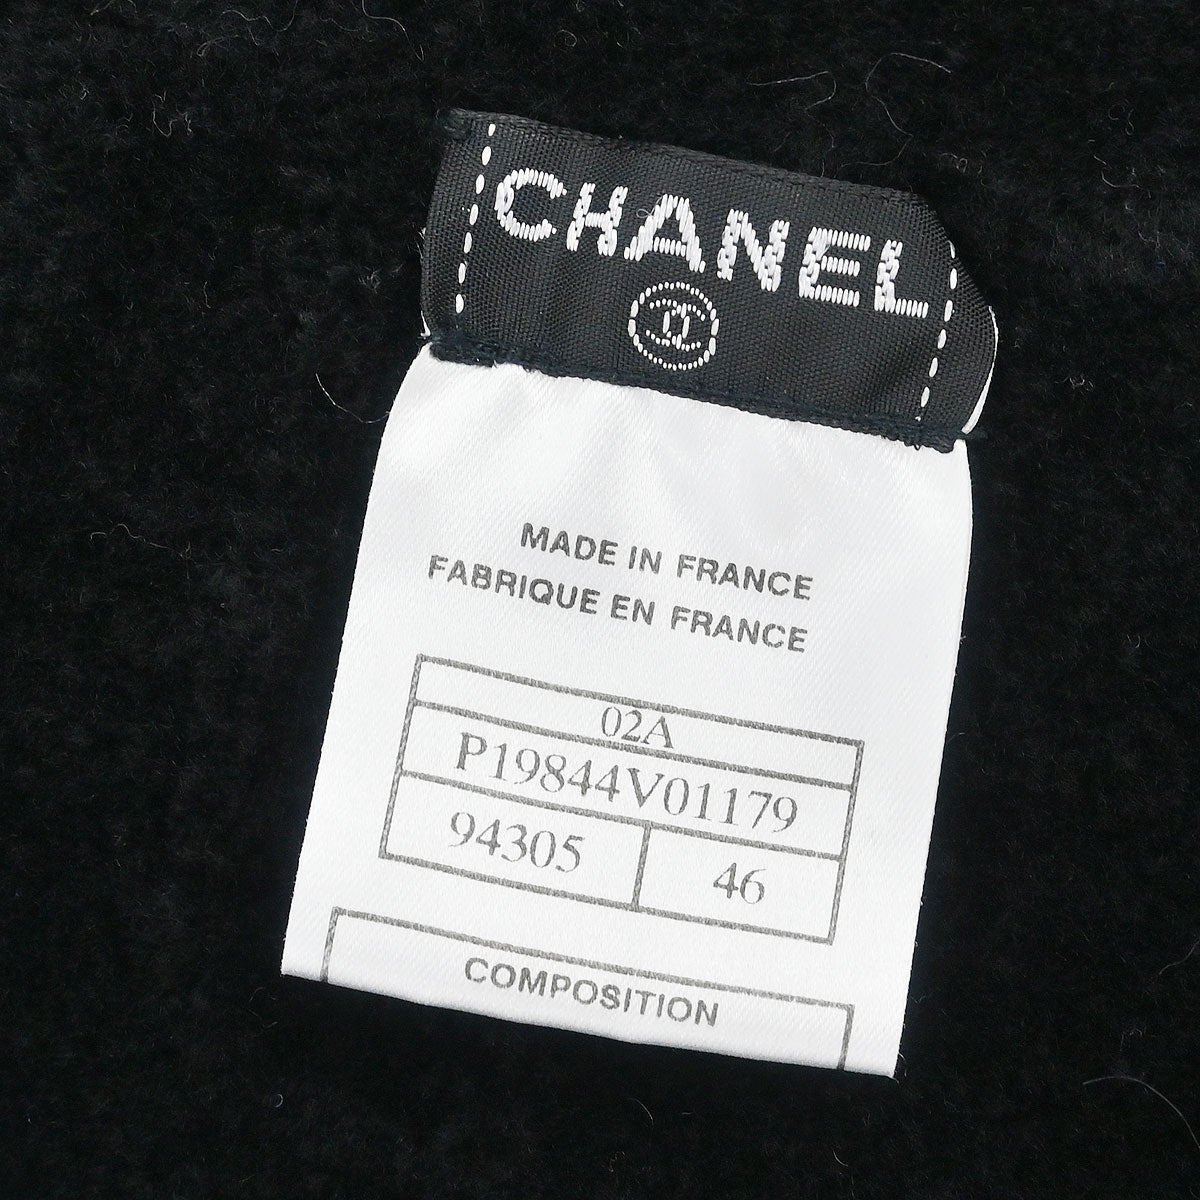 CHANEL
MADE IN FRANCE
FABRIQUE EN FRANCE
02A
P19844V01179
94305 46
COMPOSITION